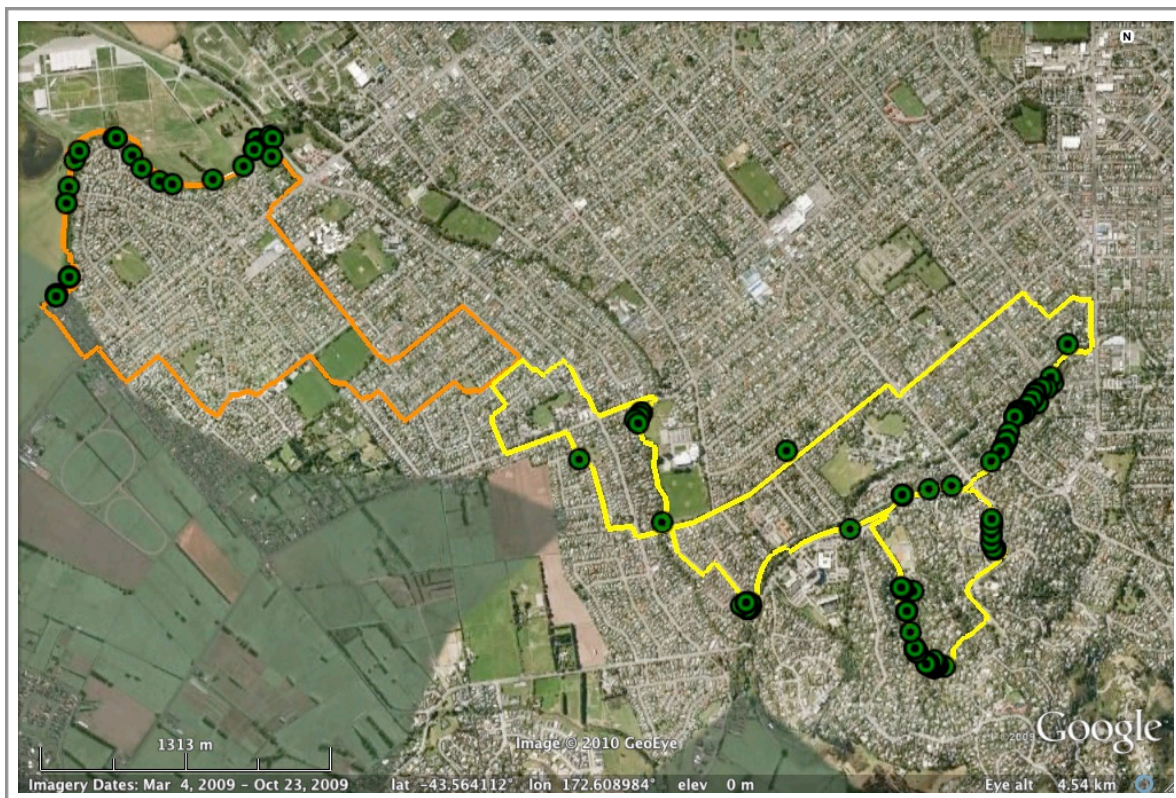 N
© 2009 Google
1313 m
Image © 2010 GeoEye
Imagery Dates: Mar 4, 2009 - Oct 23, 2009 lat -43.564112° lon 172.608984° elev 0 m Eye alt 4.54 km